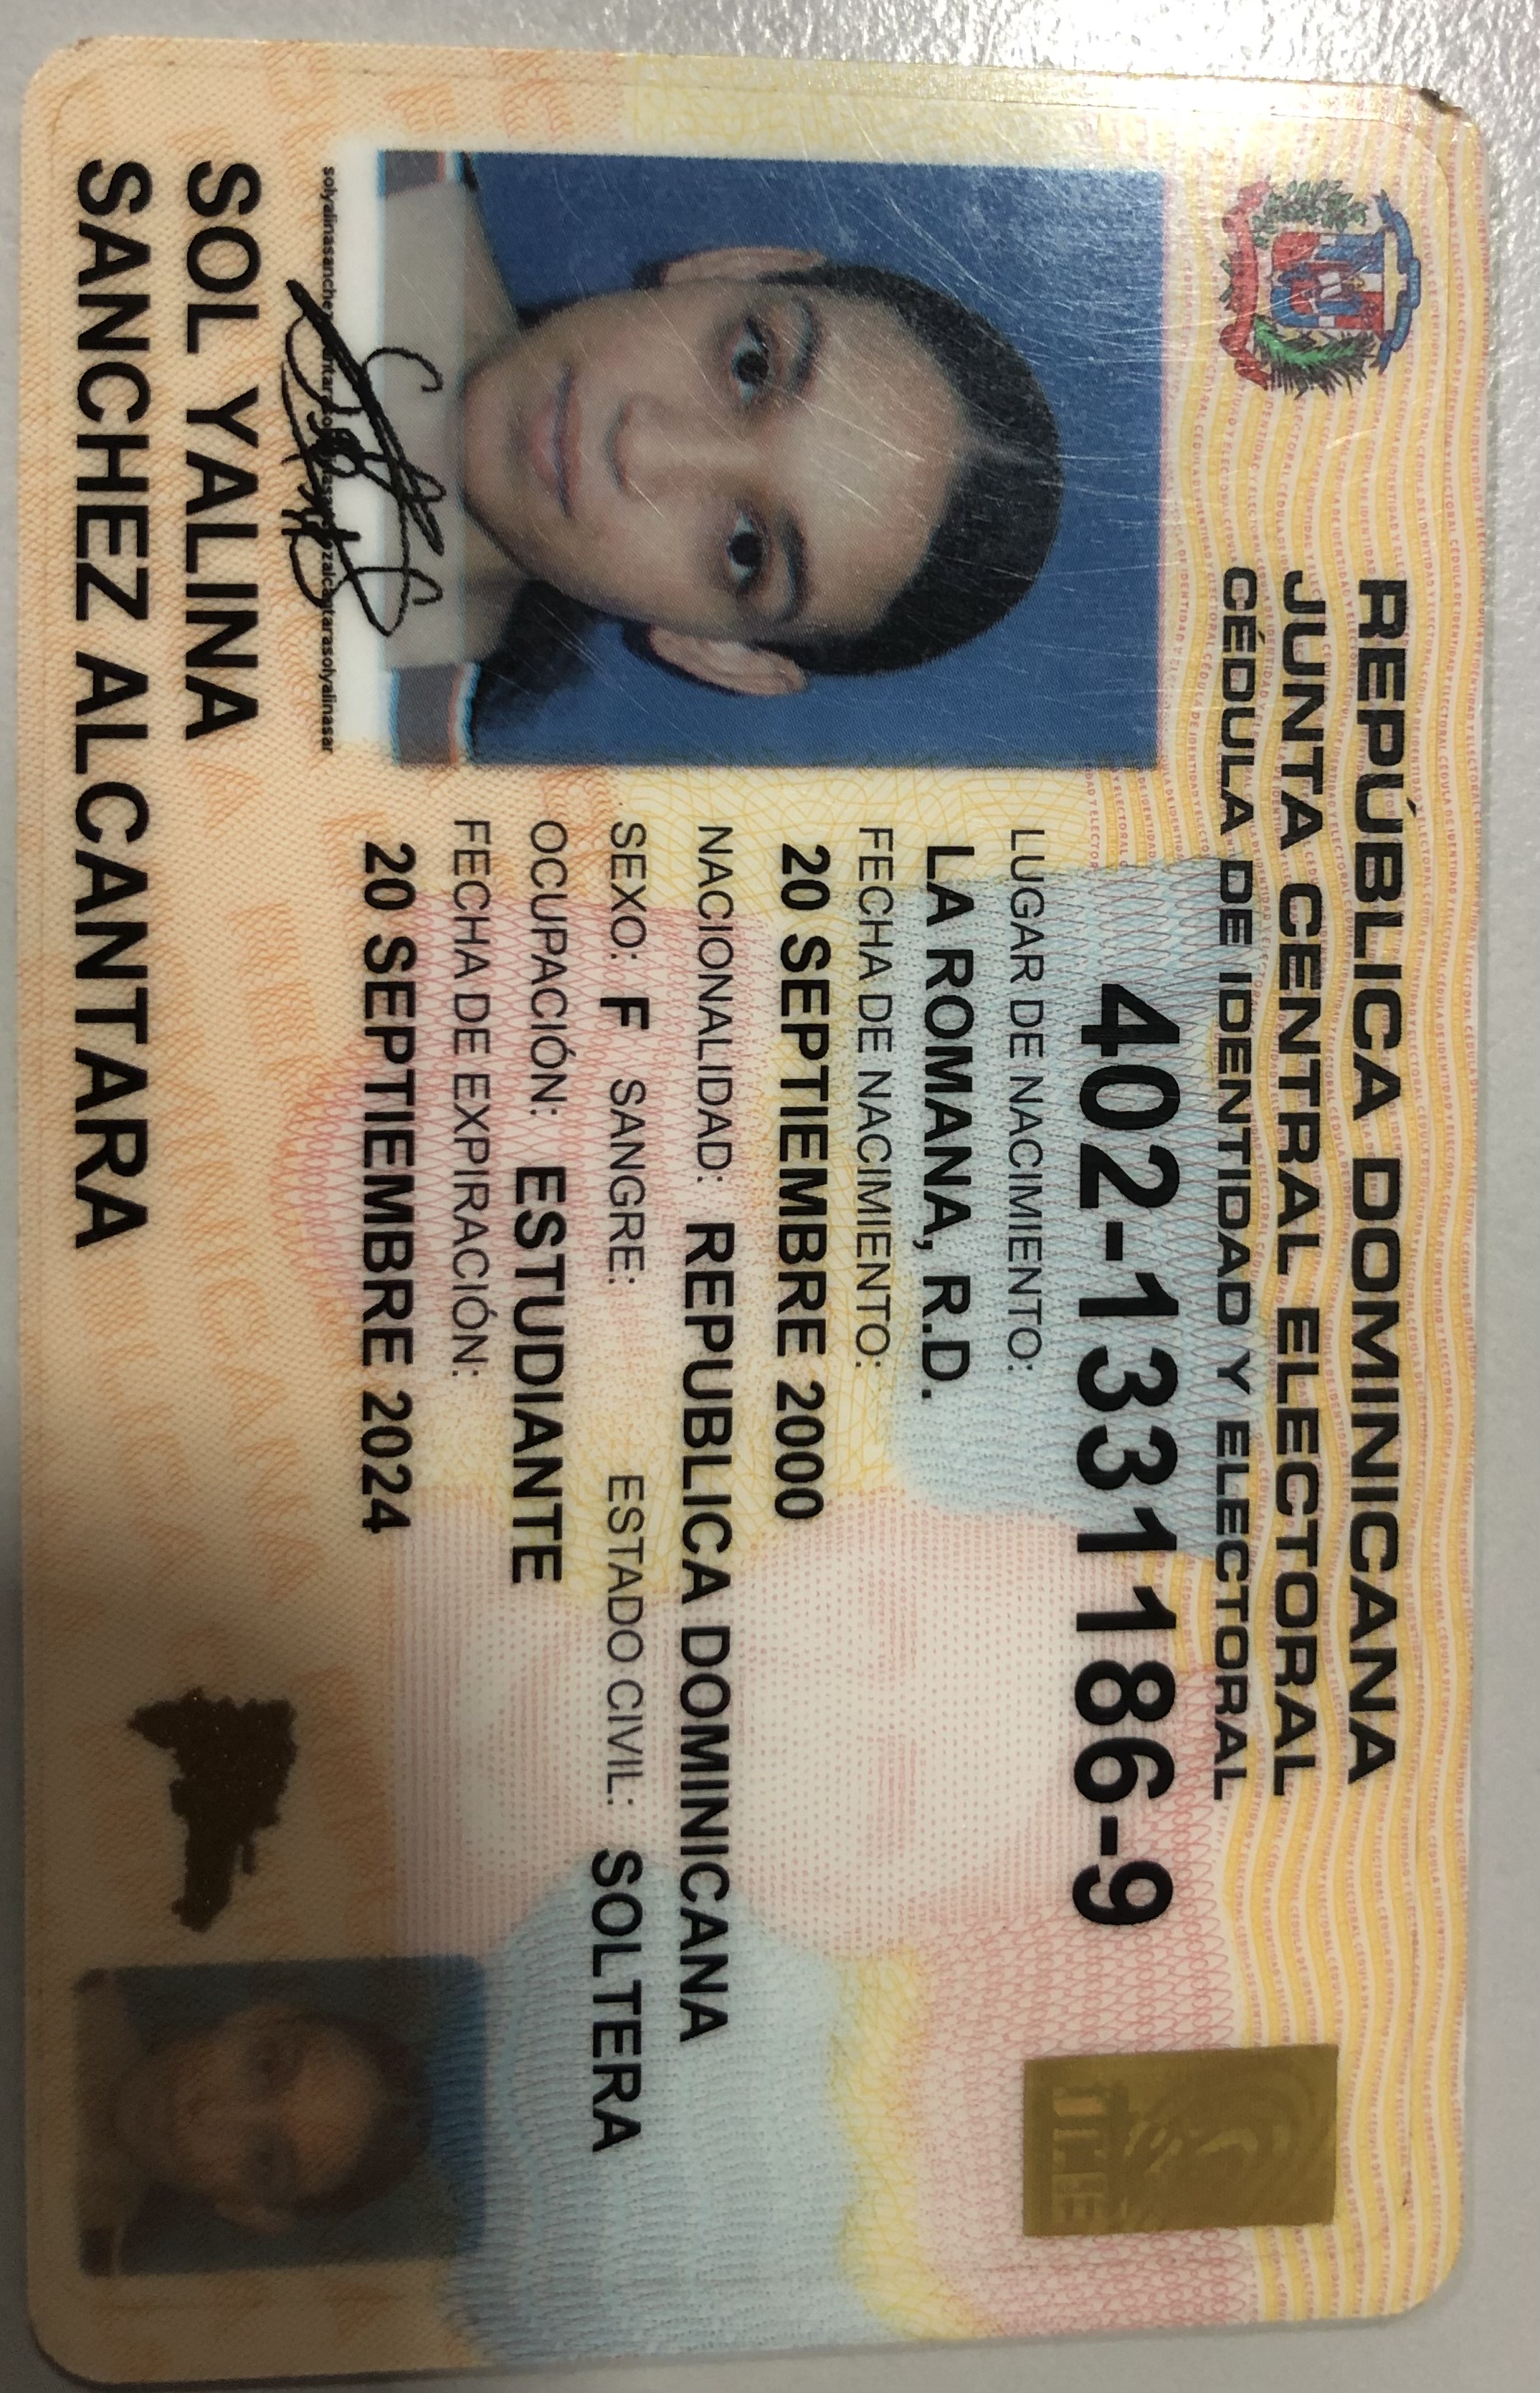 REPÚBLICA DOMINICANA
JUNTA CENTRAL ELECTORAL
CÉDULA DE IDENTIDAD Y ELECTORAL
402-1331186-9
LUGAR DE NACIMIENTO:
LA ROMANA, R.D.
FECHA DE NACIMIENTO:
20 SEPTIEMBRE 2000
NACIONALIDAD: REPUBLICA DOMINICANA
SEXO: F SANGRE: ESTADO CIVIL: SOLTERA
OCUPACIÓN: ESTUDIANTE
FECHA DE EXPIRACIÓN:
20 SEPTIEMBRE 2024
SOL YALINA
SANCHEZ ALCANTARA